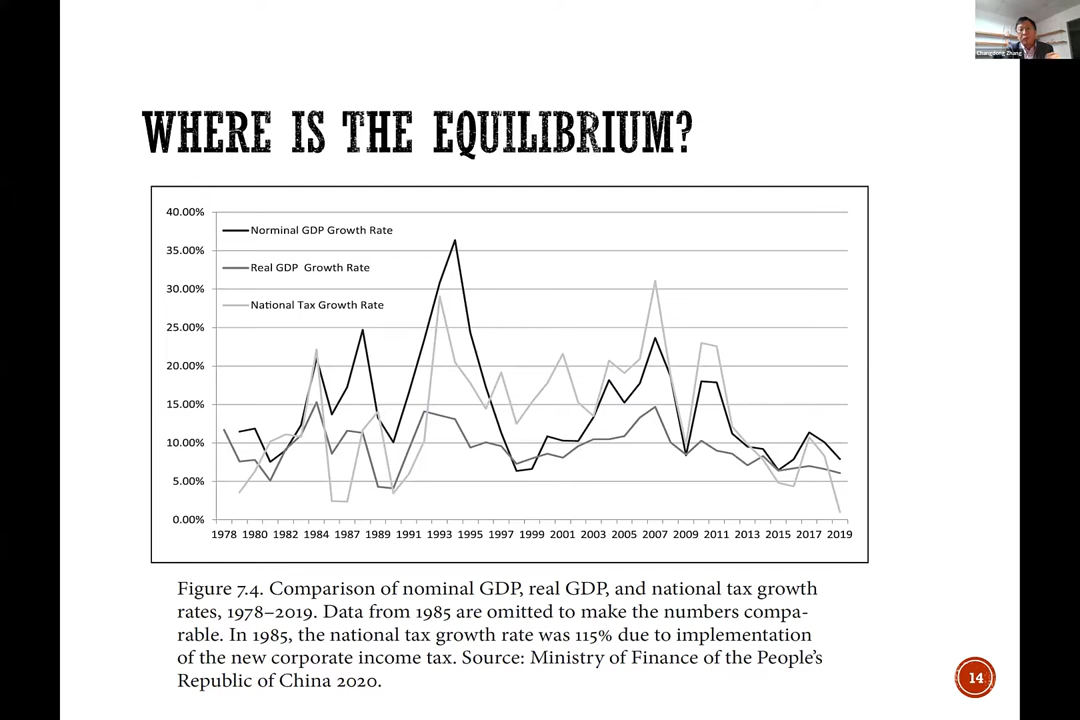 Changdong Zhang
WHERE IS THE EQUILIBRIUM?
40.00%
35.00%
30.00%
25.00%
20.00%
15.00%
10.00%
5.00%
0.00%
Norminal GDP Growth Rate
Real GDP Growth Rate
National Tax Growth Rate
1978 1980 1982 1984 1987 1989 1991 1993 1995 1997 1999 2001 2003 2005 2007 2009 2011 2013 2015 2017 2019
Figure 7.4. Comparison of nominal GDP, real GDP, and national tax growth
rates, 1978–2019. Data from 1985 are omitted to make the numbers compa-
rable. In 1985, the national tax growth rate was 115% due to implementation
of the new corporate income tax. Source: Ministry of Finance of the People’s
Republic of China 2020.
14